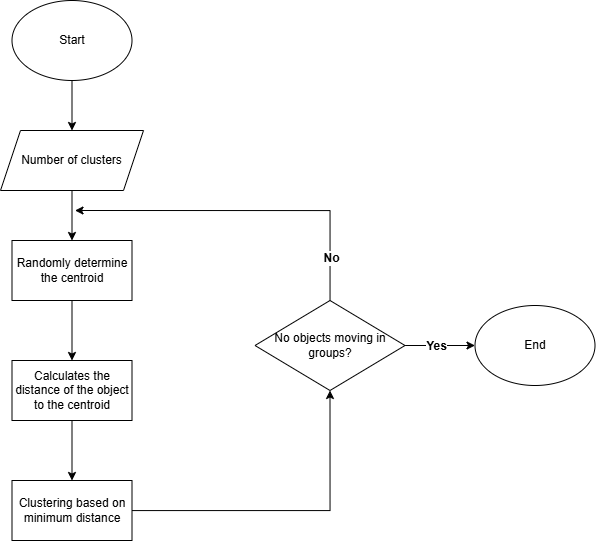 Start
Number of clusters
Randomly determine
the centroid
Calculates the
distance of the object
to the centroid
Clustering based on
minimum distance
No objects moving in
groups?
No
Yes
End